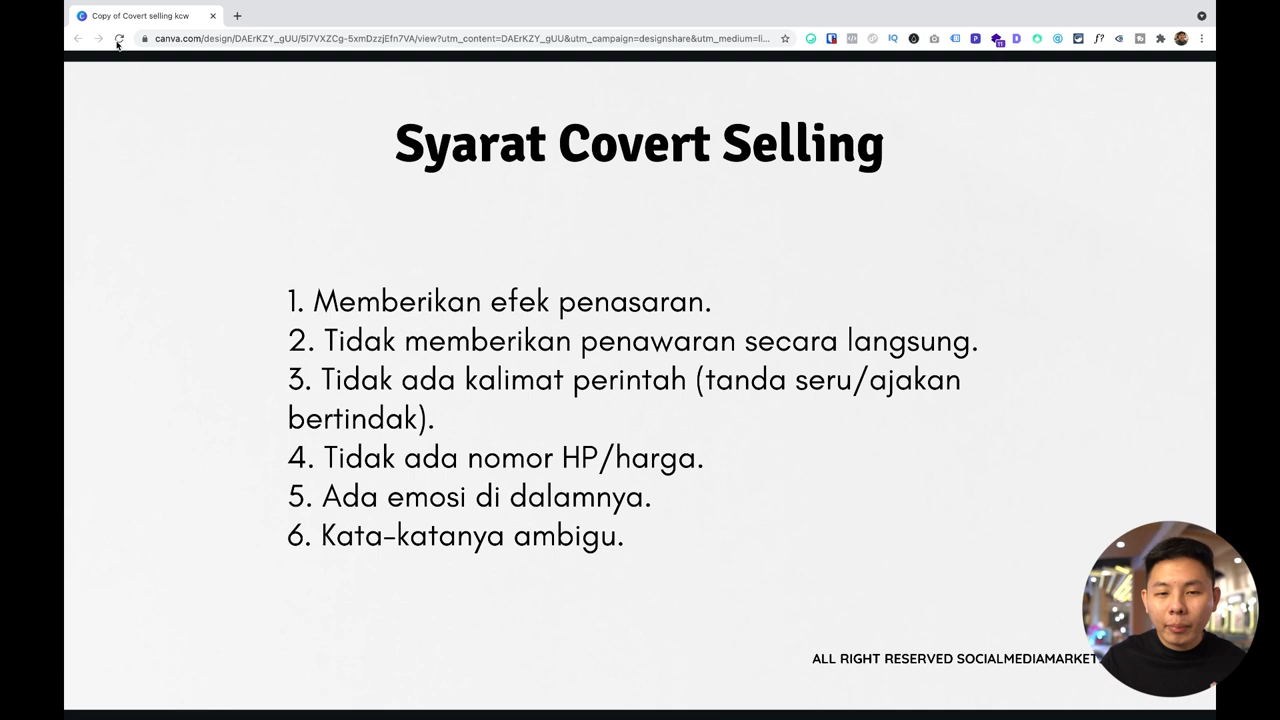 Copy of Covert selling kcw
canva.com/design/DAErKZY_gUU/5l7VXZCg-5xmDzzjEfn7VA/view?utm_content=DAErKZY_gUU&utm_campaign=designshare&utm_medium=li...
Syarat Covert Selling
1. Memberikan efek penasaran.
2. Tidak memberikan penawaran secara langsung.
3. Tidak ada kalimat perintah (tanda seru/ajakan
bertindak).
4. Tidak ada nomor HP/harga.
5. Ada emosi di dalamnya.
6. Kata-katanya ambigu.
ALL RIGHT RESERVED SOCIALMEDIAMARKET